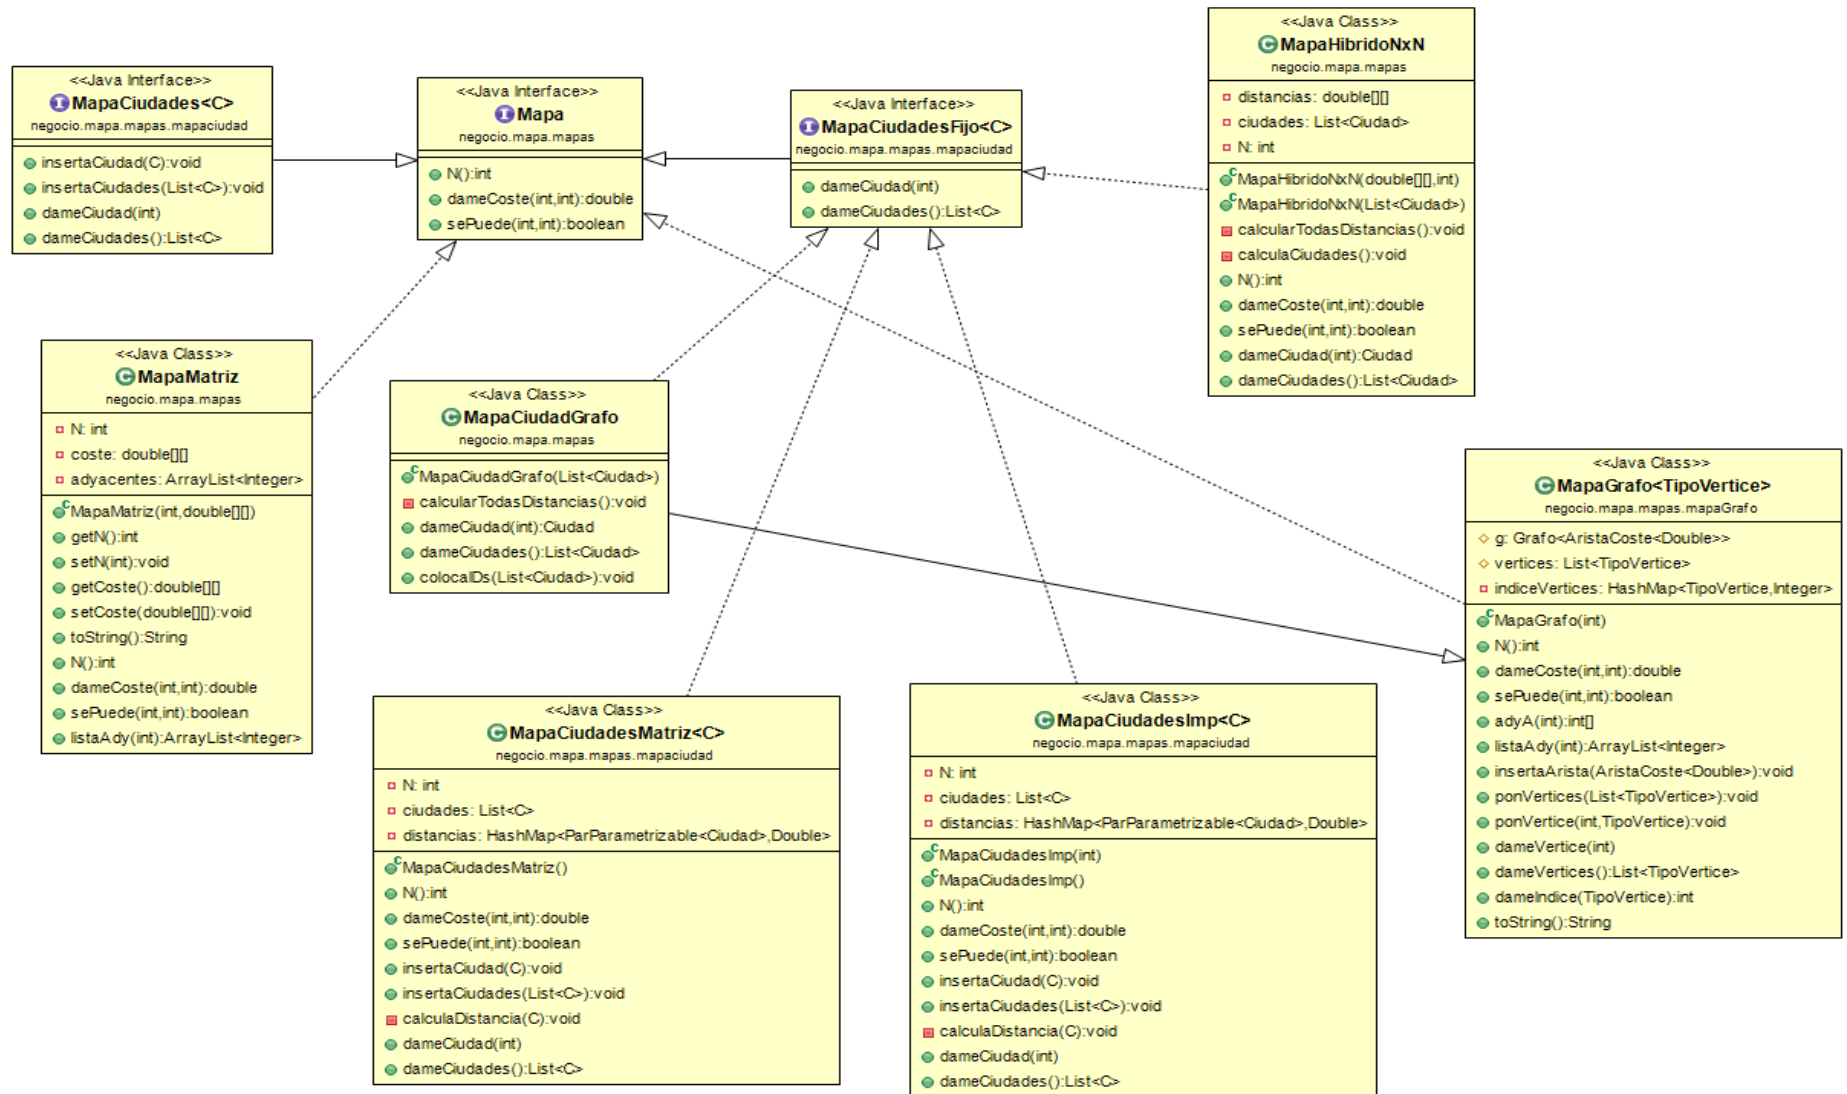 <<Java Interface>>
MapaCiudades<C>
negocio.mapa.mapas.mapaciudad
insertaCiudad(C):void
insertaCiudades(List<C>):void
dameCiudad(int)
dameCiudades():List<C>
<<Java Interface>>
Mapa
negocio.mapa.mapas
N():int
dameCoste(int,int):double
sePuede(int,int):boolean
<<Java Interface>>
MapaCiudadesFijo<C>
negocio.mapa.mapas.mapaciudad
dameCiudad(int)
dameCiudades():List<C>
<<Java Class>>
MapaHibridoNxN
negocio.mapa.mapas
distancias: double[][]
ciudades: List<Ciudad>
N: int
MapaHibridoNxN(double[][],int)
MapaHibridoNxN(List<Ciudad>)
calcularTodasDistancias():void
calculaCiudades():void
N():int
dameCoste(int,int):double
sePuede(int,int):boolean
dameCiudad(int):Ciudad
dameCiudades():List<Ciudad>
<<Java Class>>
MapaMatriz
negocio.mapa.mapas
N: int
coste: double[][]
adyacentes: ArrayList<Integer>
MapaMatriz(int,double[][])
getN():int
setN(int):void
getCoste():double[][]
setCoste(double[][]):void
toString():String
N():int
dameCoste(int,int):double
sePuede(int,int):boolean
listaAdy(int):ArrayList<Integer>
<<Java Class>>
MapaCiudadGrafo
negocio.mapa.mapas
MapaCiudadGrafo(List<Ciudad>)
calcularTodasDistancias():void
dameCiudad(int):Ciudad
dameCiudades():List<Ciudad>
colocaIDs(List<Ciudad>):void
<<Java Class>>
MapaGrafo<TipoVertice>
negocio.mapa.mapas.mapaGrafo
g: Grafo<AristaCoste<Double>>
vertices: List<TipoVertice>
indiceVertices: HashMap<TipoVertice,Integer>
MapaGrafo(int)
N():int
dameCoste(int,int):double
sePuede(int,int):boolean
adyA(int):int[]
listaAdy(int):ArrayList<Integer>
insertaArista(AristaCoste<Double>):void
ponVertices(List<TipoVertice>):void
ponVertice(int,TipoVertice):void
dameVertice(int)
dameVertices():List<TipoVertice>
dameIndice(TipoVertice):int
toString():String
<<Java Class>>
MapaCiudadesMatriz<C>
negocio.mapa.mapas.mapaciudad
N: int
ciudades: List<C>
distancias: HashMap<ParParametrizable<Ciudad>,Double>
MapaCiudadesMatriz()
N():int
dameCoste(int,int):double
sePuede(int,int):boolean
insertaCiudad(C):void
insertaCiudades(List<C>):void
calculaDistancia(C):void
dameCiudad(int)
dameCiudades():List<C>
<<Java Class>>
MapaCiudadesImp<C>
negocio.mapa.mapas.mapaciudad
N: int
ciudades: List<C>
distancias: HashMap<ParParametrizable<Ciudad>,Double>
MapaCiudadesImp(int)
MapaCiudadesImp()
N():int
dameCoste(int,int):double
sePuede(int,int):boolean
insertaCiudad(C):void
insertaCiudades(List<C>):void
calculaDistancia(C):void
dameCiudad(int)
dameCiudades():List<C>